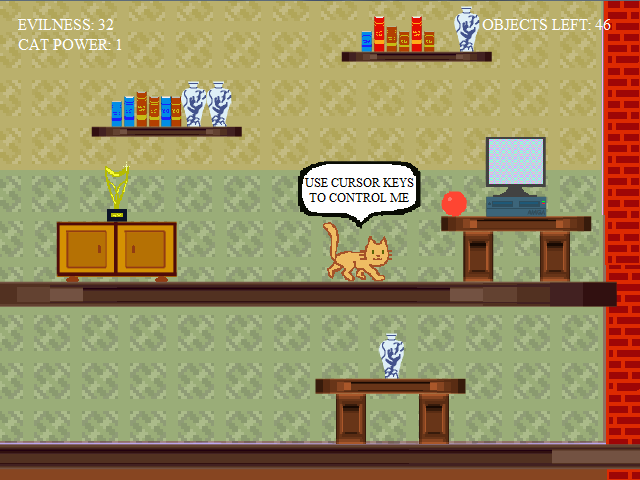 EVILNESS: 32
OBJECTS LEFT: 46
CAT POWER: 1
USE CURSOR KEYS
TO CONTROL ME